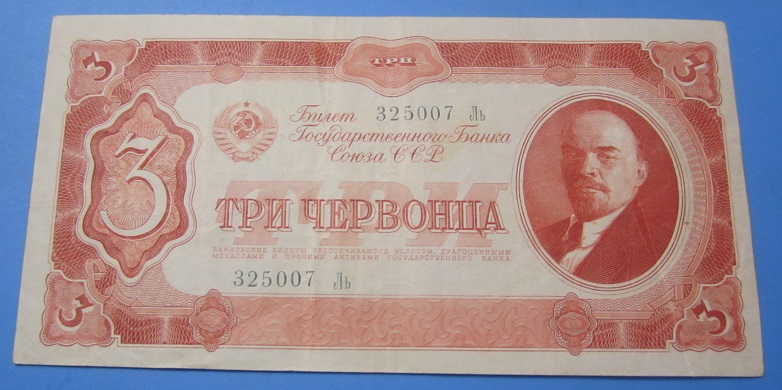 3 ТРИ 3
Билет 325007 Ль
Государственного Банка
Союза ССР
3
ТРИ
ТРИ ЧЕРВОНЦА
БАНКОВСКИЕ БИЛЕТЫ ОБЕСПЕЧИВАЮТСЯ ЗОЛОТОМ, ДРАГОЦЕННЫМИ
МЕТАЛЛАМИ И ПРОЧИМИ АКТИВАМИ ГОСУДАРСТВЕННОГО БАНКА
325007 Ль
3 3